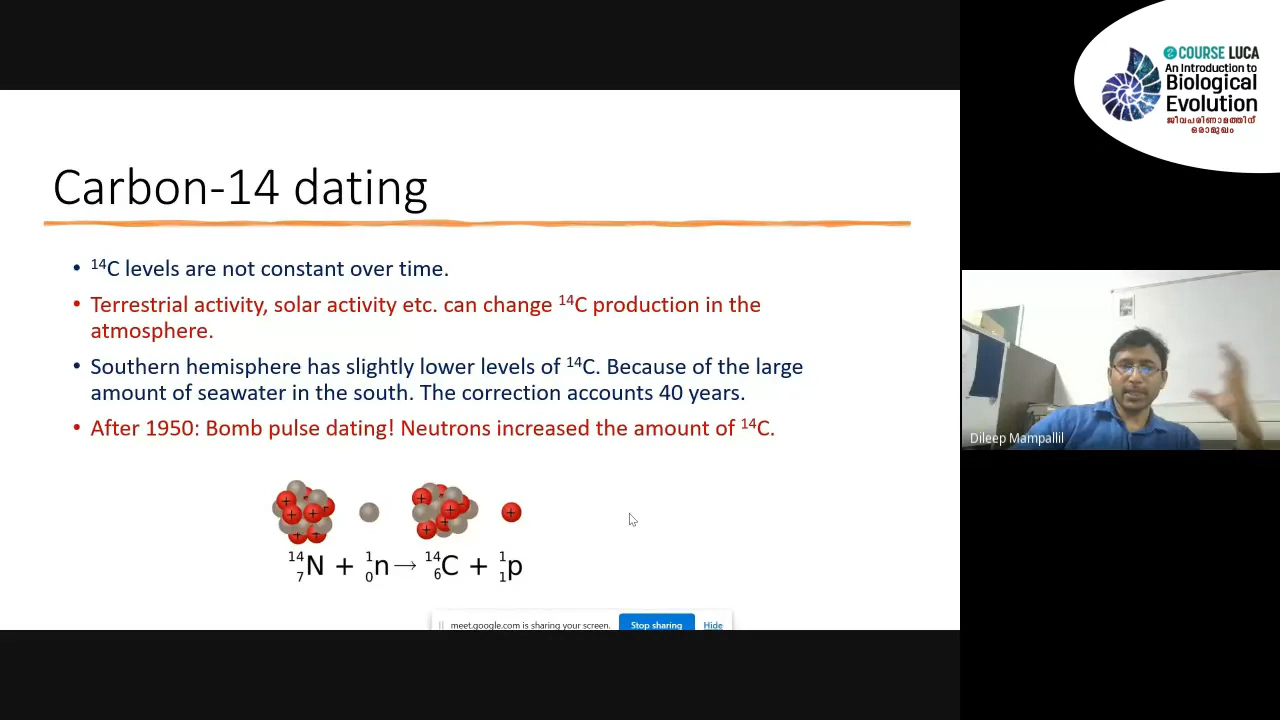 COURSE LUCA
An Introduction to
Biological
Evolution
ജീവപരിണാമത്തിന്
ഒരാമുഖം
Carbon-14 dating
• ¹⁴C levels are not constant over time.
• Terrestrial activity, solar activity etc. can change ¹⁴C production in the
atmosphere.
• Southern hemisphere has slightly lower levels of ¹⁴C. Because of the large
amount of seawater in the south. The correction accounts 40 years.
• After 1950: Bomb pulse dating! Neutrons increased the amount of ¹⁴C.
¹⁴₇N + ¹₀n → ¹⁴₆C + ¹₁p
meet.google.com is sharing your screen. Stop sharing Hide
Dileep Mampallil